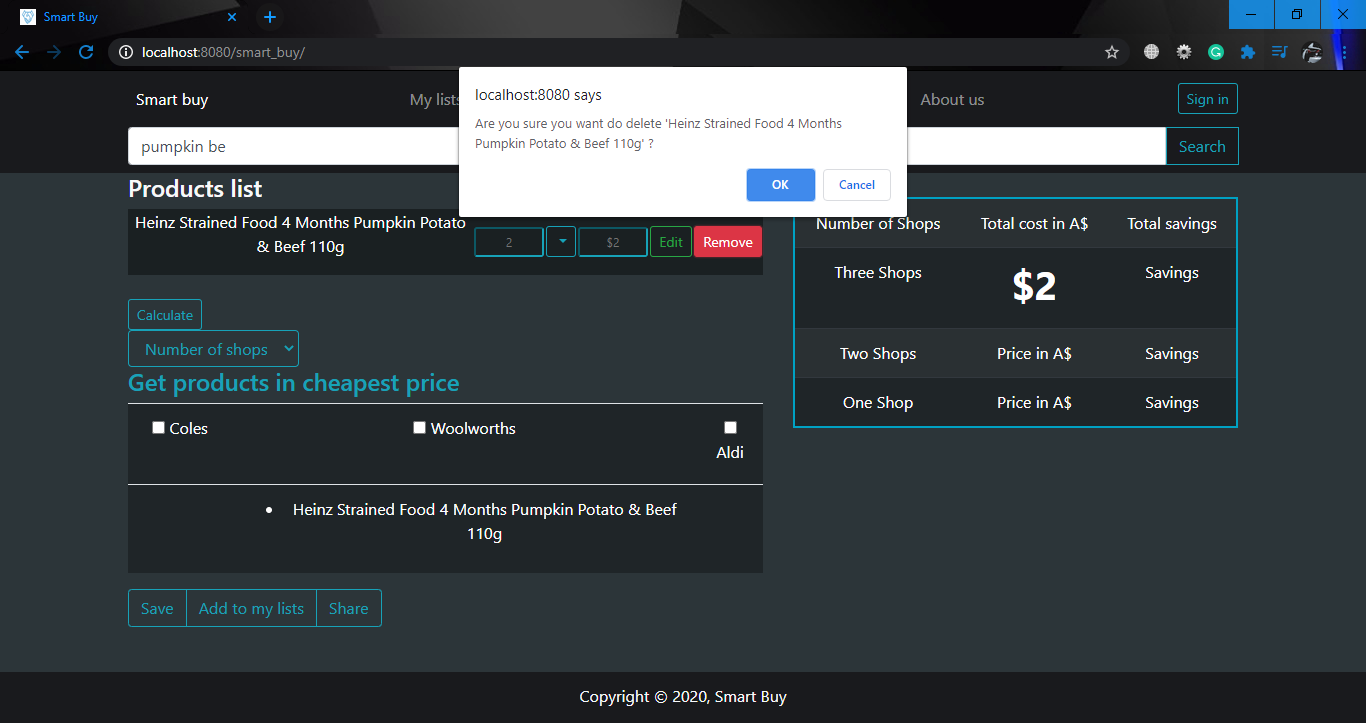 Smart Buy
localhost:8080/smart_buy/
Smart buy
My lists
About us
Sign in
localhost:8080 says
Are you sure you want do delete 'Heinz Strained Food 4 Months
Pumpkin Potato & Beef 110g' ?
OK
Cancel
pumpkin be
Search
Products list
Heinz Strained Food 4 Months Pumpkin Potato
& Beef 110g
2
$2
Edit
Remove
Calculate
Number of shops
Get products in cheapest price
Coles
Woolworths
Aldi
Heinz Strained Food 4 Months Pumpkin Potato & Beef
110g
Save
Add to my lists
Share
Number of Shops Total cost in A$ Total savings
Three Shops $2 Savings
Two Shops Price in A$ Savings
One Shop Price in A$ Savings
Copyright © 2020, Smart Buy